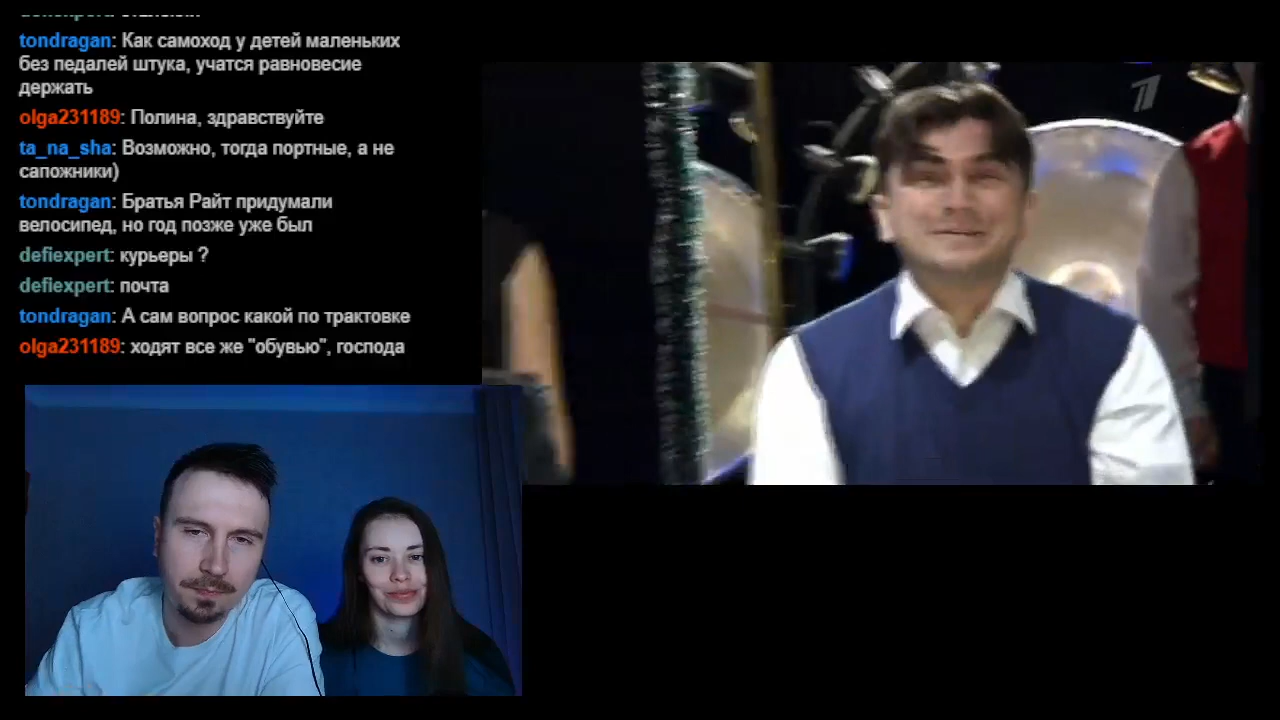 tondragan: Как самоход у детей маленьких
без педалей штука, учатся равновесие
держать
olga231189: Полина, здравствуйте
ta_na_sha: Возможно, тогда портные, а не
сапожники)
tondragan: Братья Райт придумали
велосипед, но год позже уже был
defiexpert: курьеры ?
defiexpert: почта
tondragan: А сам вопрос какой по трактовке
olga231189: ходят все же "обувью", господа